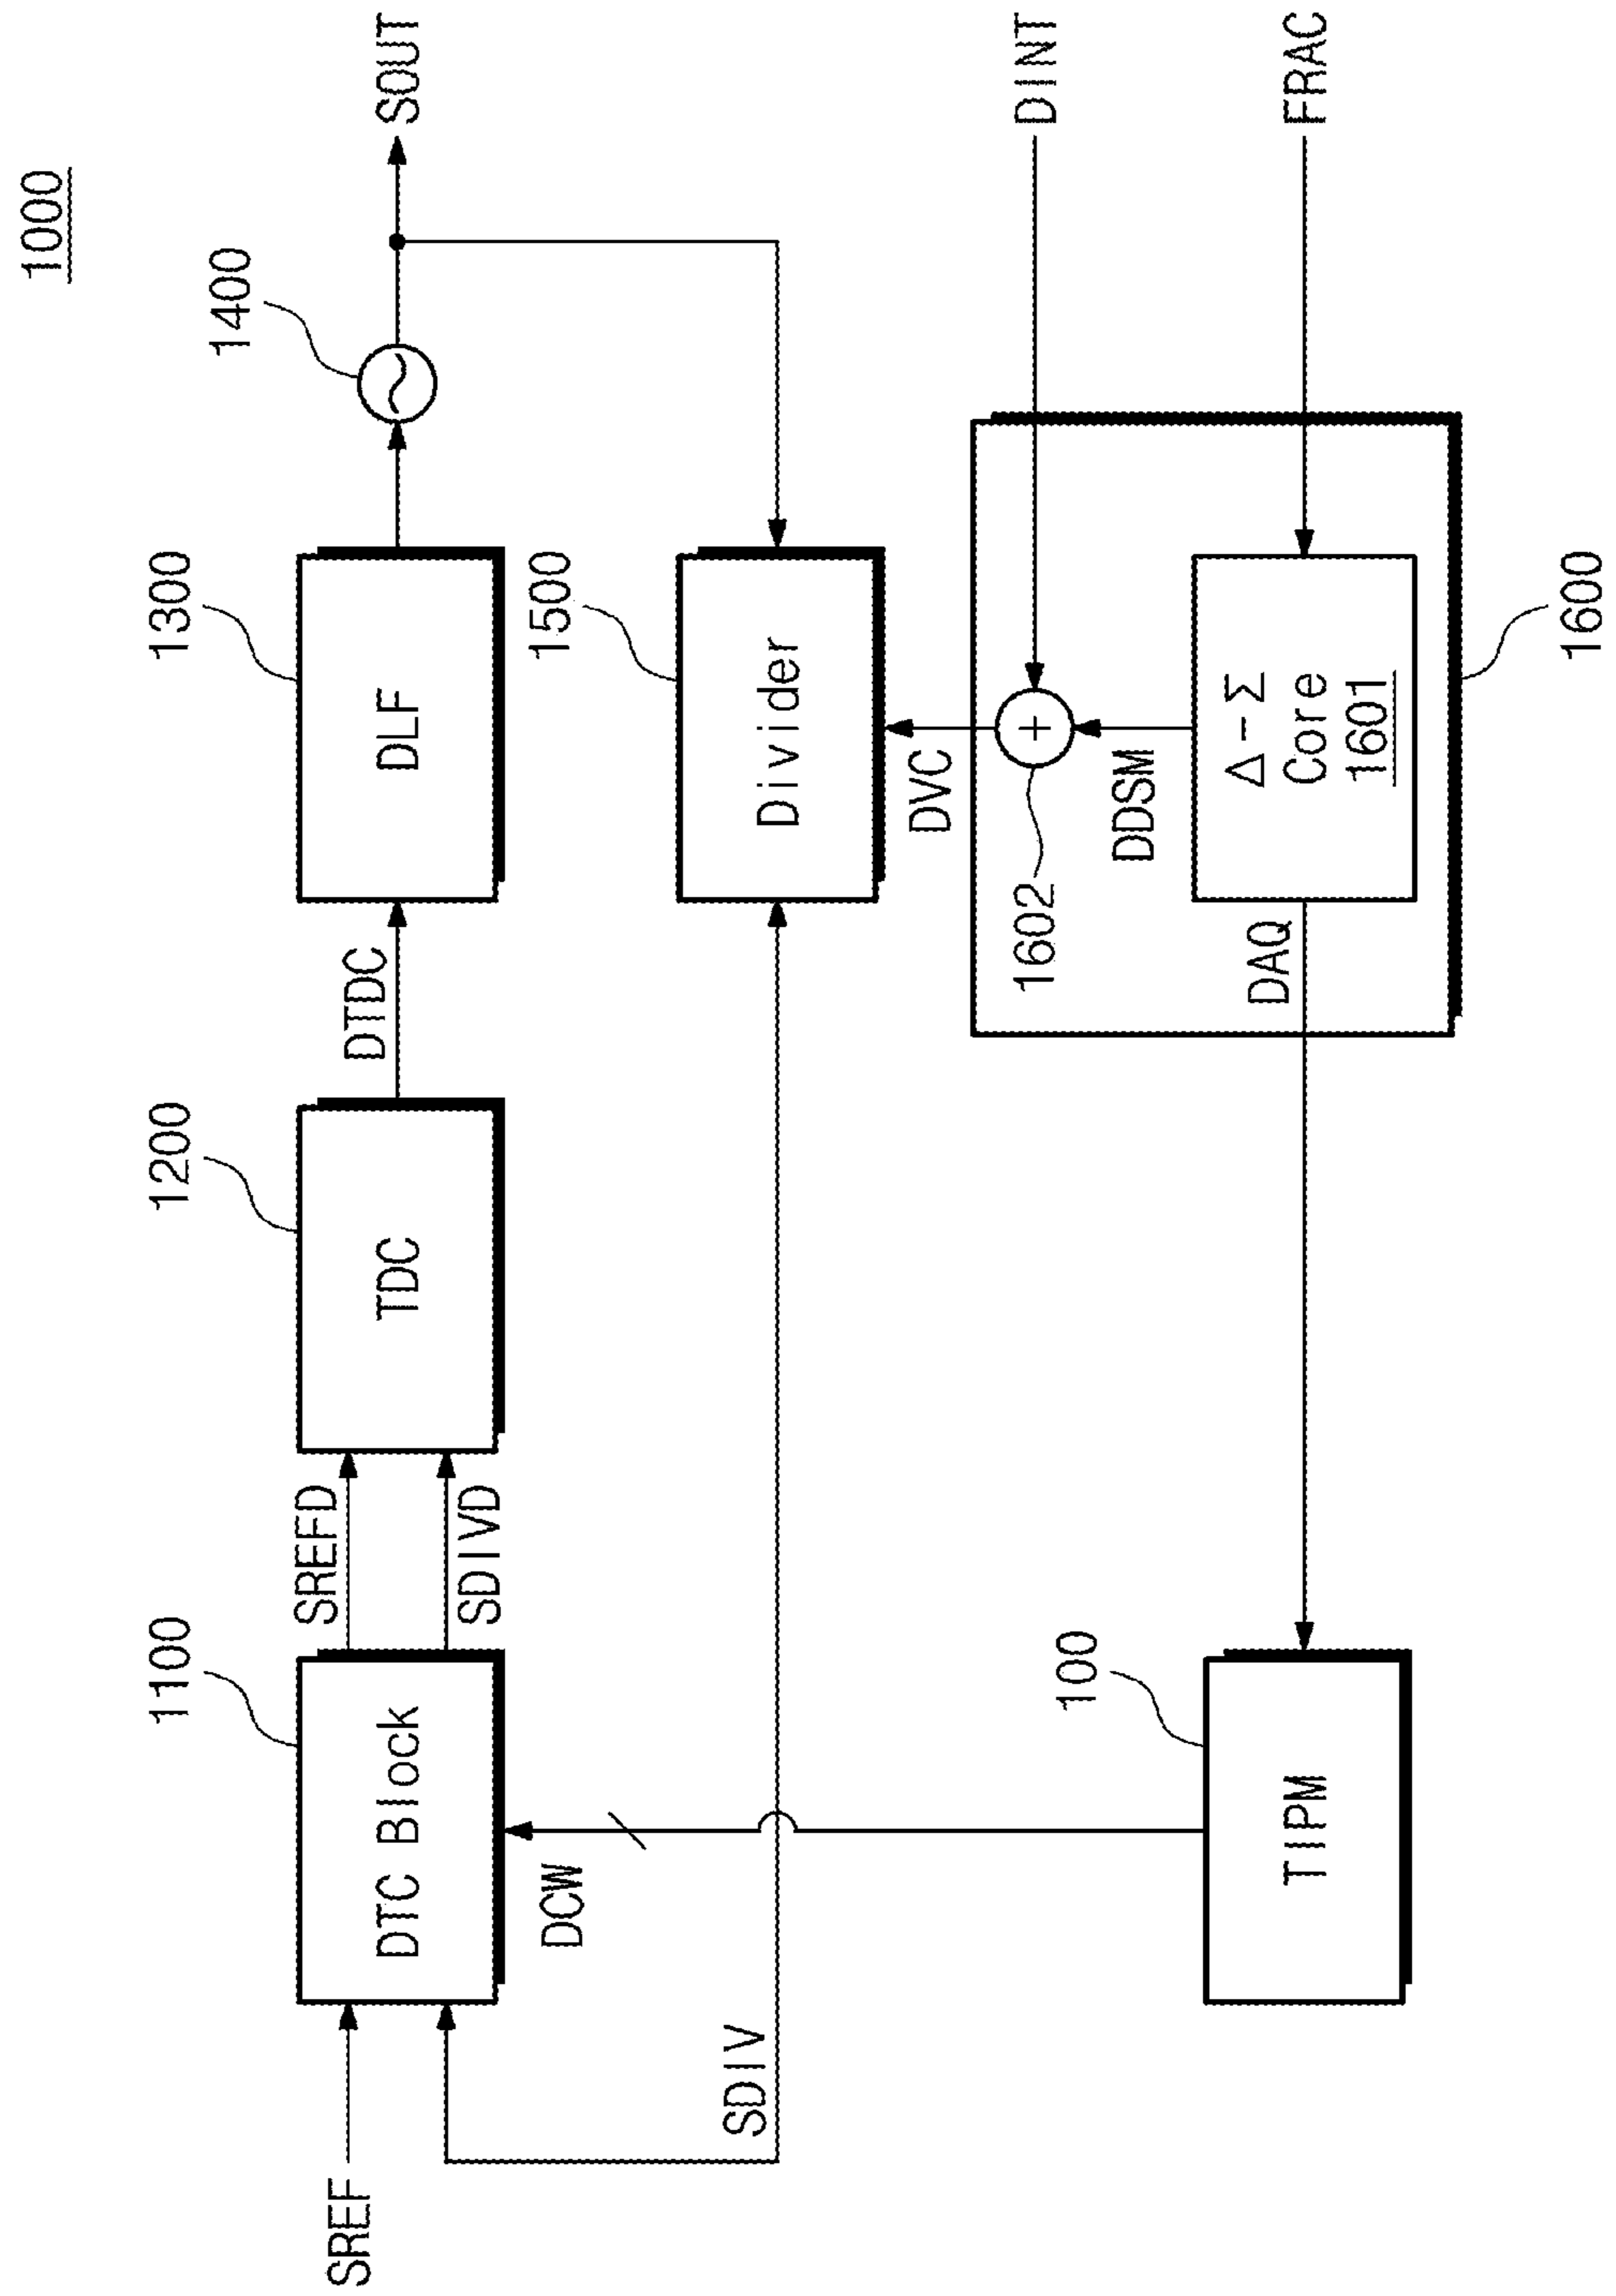 1000
1100
1200
1300
1400
SREF
DTC Block
SREFD
SDIVD
TDC
DTDC
DLF
SOUT
1500
DCW
SDIV
Divider
DVC
1602
+
DINT
DDSM
100
TIPM
DAQ
Δ-Σ
Core
1601
FRAC
1600